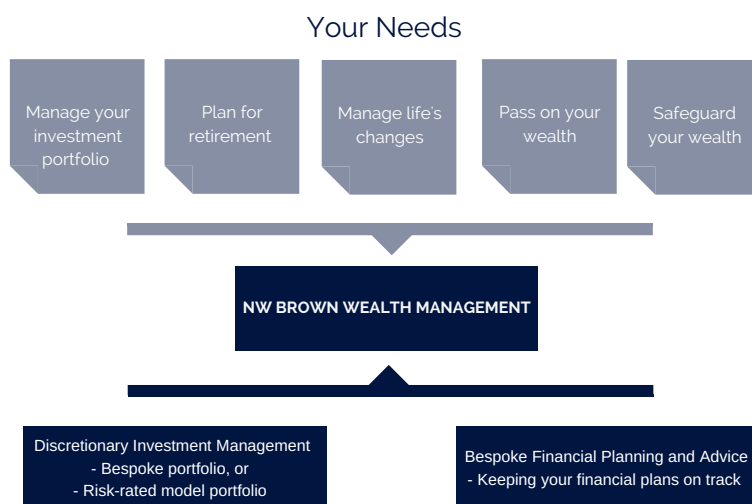 Your Needs
Manage your
investment
portfolio
Plan for
retirement
Manage life's
changes
Pass on your
wealth
Safeguard
your wealth
NW BROWN WEALTH MANAGEMENT
Discretionary Investment Management
- Bespoke portfolio, or
- Risk-rated model portfolio
Bespoke Financial Planning and Advice
- Keeping your financial plans on track